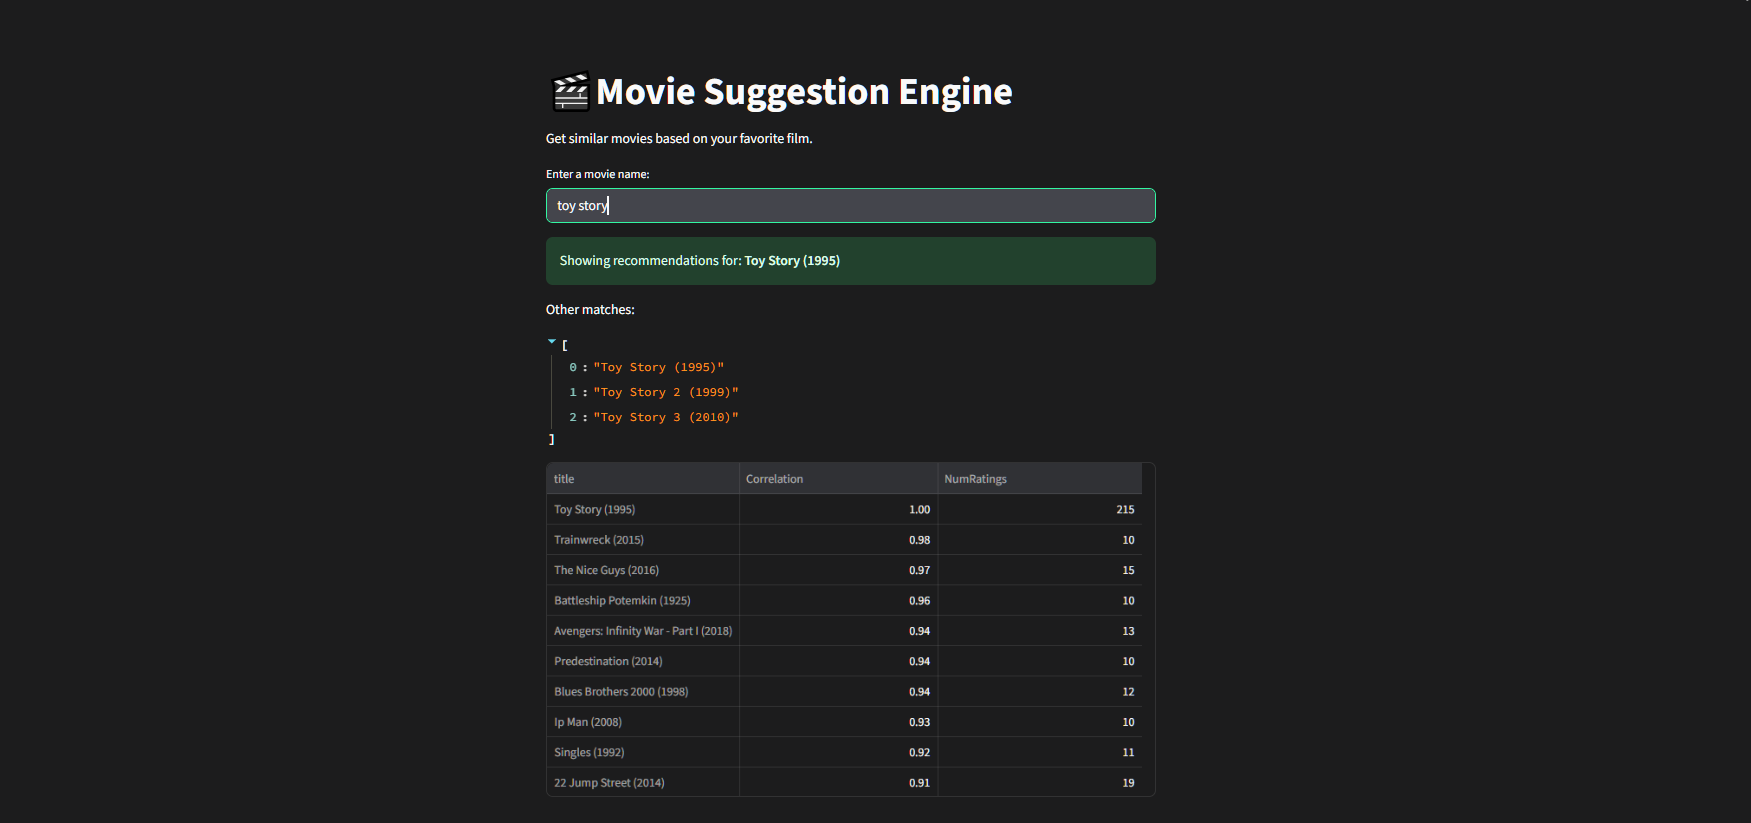 Movie Suggestion Engine
Get similar movies based on your favorite film.
Enter a movie name:
toy story
Showing recommendations for: Toy Story (1995)
Other matches:
[
0 : "Toy Story (1995)"
1 : "Toy Story 2 (1999)"
2 : "Toy Story 3 (2010)"
]
title Correlation NumRatings
Toy Story (1995) 1.00 215
Trainwreck (2015) 0.98 10
The Nice Guys (2016) 0.97 15
Battleship Potemkin (1925) 0.96 10
Avengers: Infinity War - Part I (2018) 0.94 13
Predestination (2014) 0.94 10
Blues Brothers 2000 (1998) 0.94 12
Ip Man (2008) 0.93 10
Singles (1992) 0.92 11
22 Jump Street (2014) 0.91 19